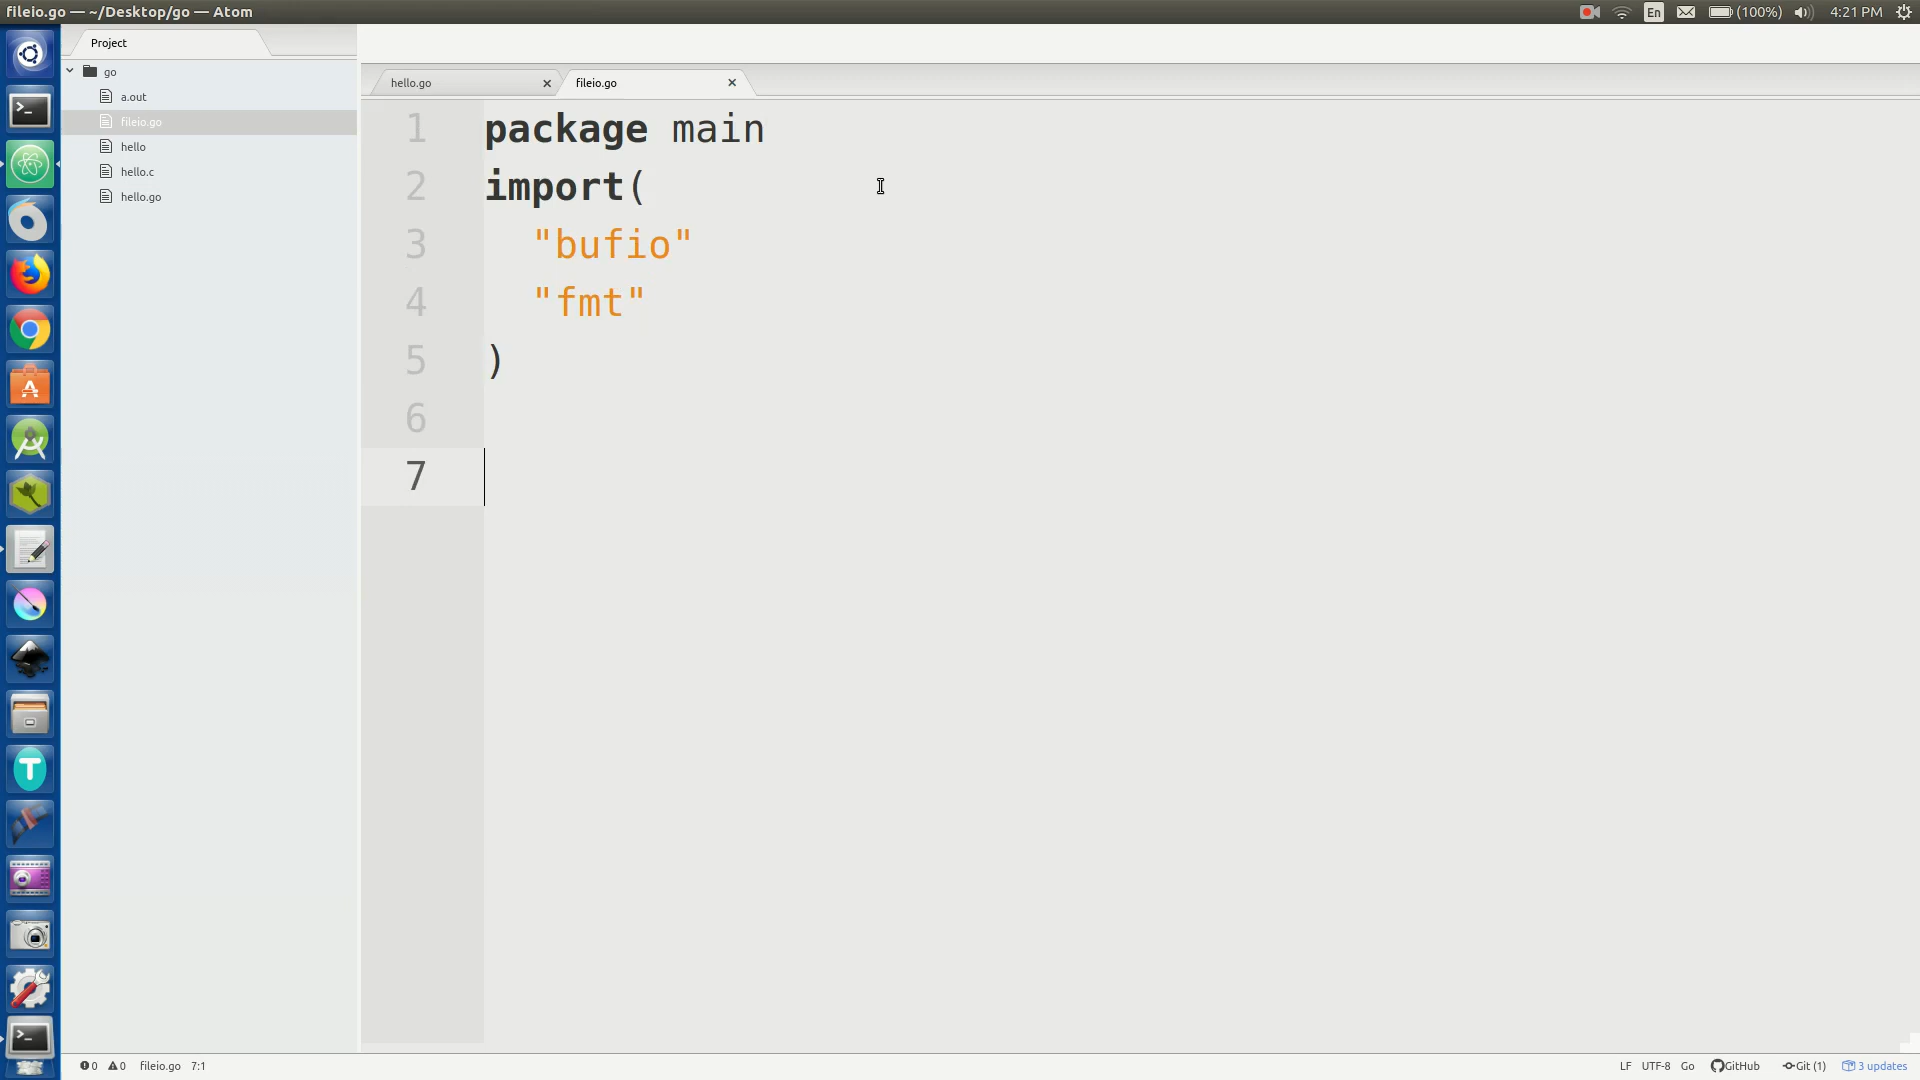 fileio.go — ~/Desktop/go — Atom
En
(100%)
4:21 PM
Project
go
a.out
fileio.go
hello
hello.c
hello.go
hello.go
fileio.go
1 package main
2 import(
3 "bufio"
4 "fmt"
5 )
6
7
0 0 fileio.go 7:1
LF UTF-8 Go GitHub Git (1) 3 updates